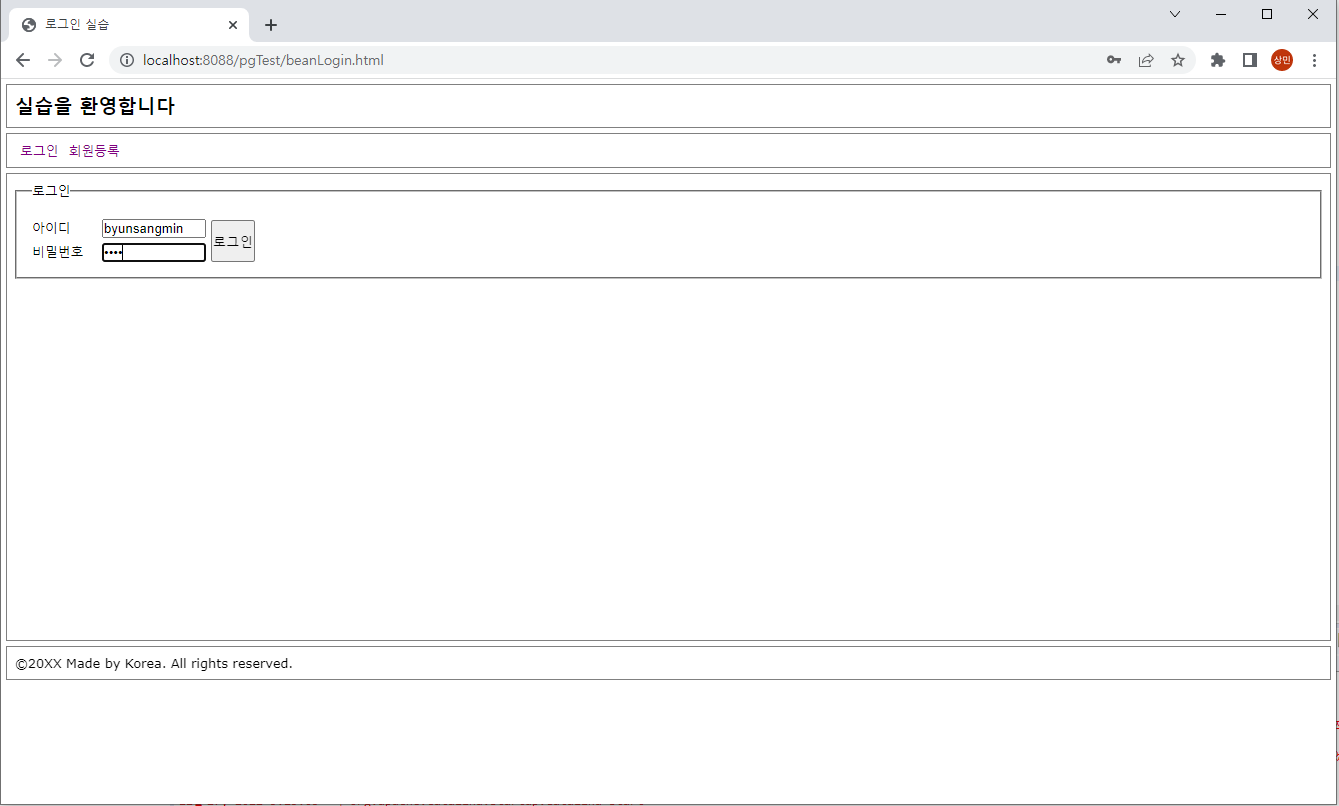 로그인 실습
localhost:8088/pgTest/beanLogin.html
상민
실습을 환영합니다
로그인 회원등록
로그인
아이디 byunsangmin
비밀번호 ••••
로그인
©20XX Made by Korea. All rights reserved.